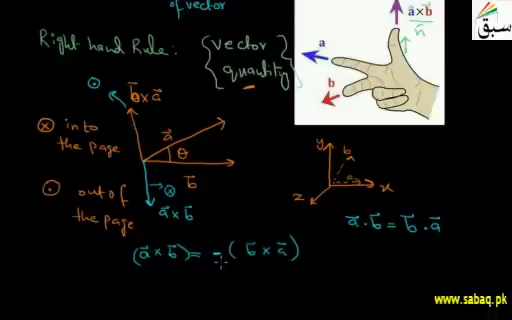 of vector
Right hand Rule:
{ vector
quantity }
a
b
a⃗×b⃗
n̂
سبق
b⃗×a⃗
⊗ into
the page
a⃗
θ
b⃗
⊙ out of
the page
→⊗
a⃗×b⃗
y
b
a
x
z
a⃗·b⃗ = b⃗·a⃗
(a⃗×b⃗) = -(b⃗×a⃗)
www.sabaq.pk